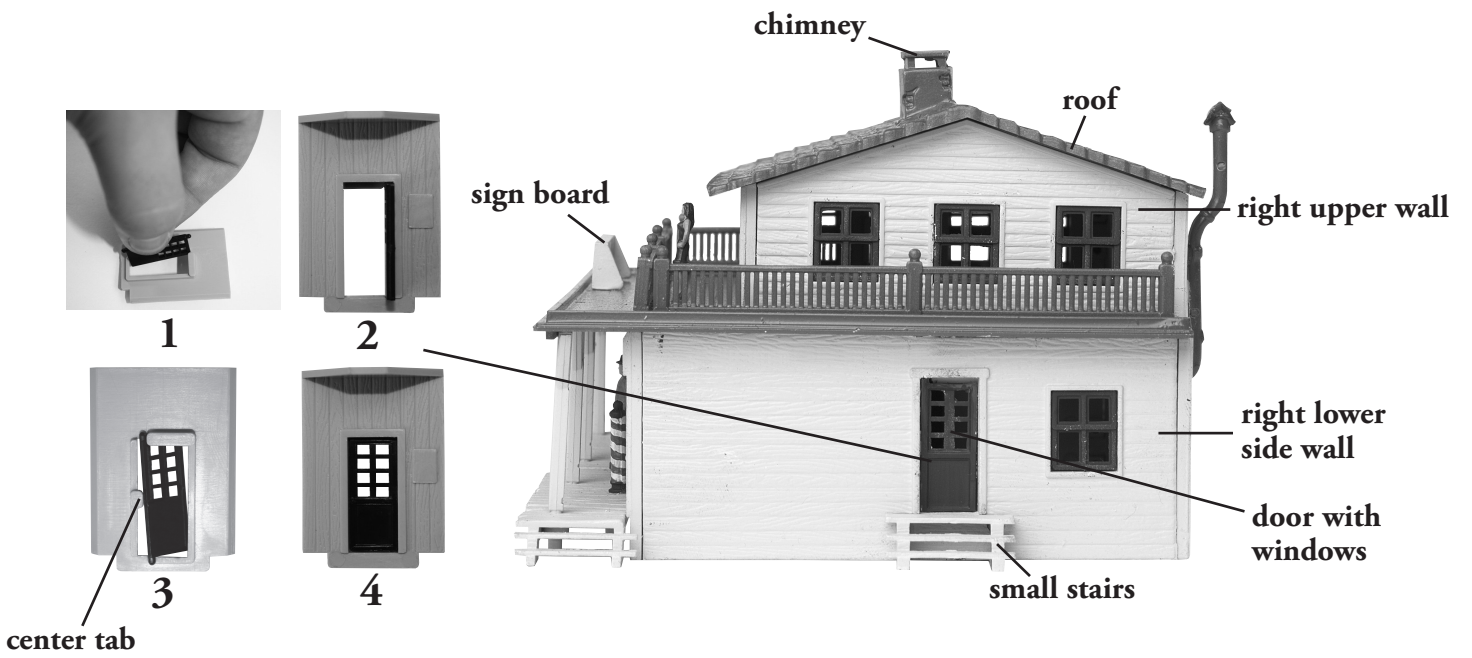 chimney
roof
sign board
right upper wall
1
2
3
4
right lower
side wall
door with
windows
small stairs
center tab